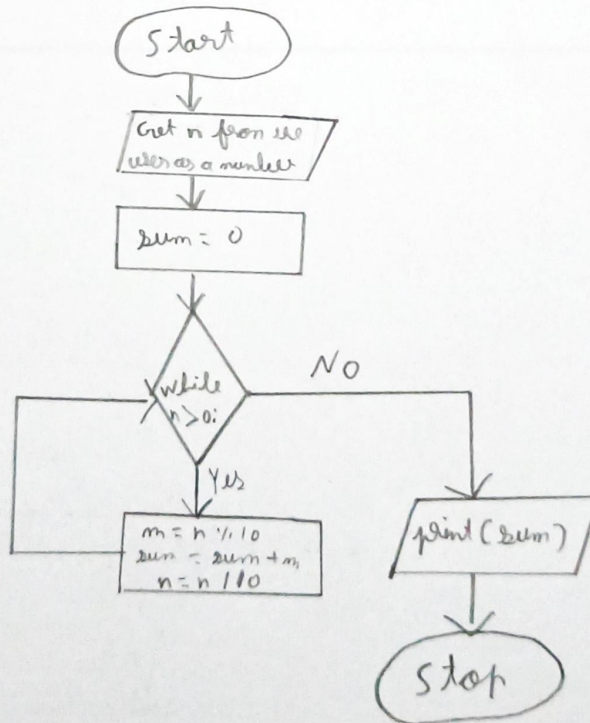 Start
Get n from the
user as a number
sum = 0
while
n>0:
NO
Yes
m = n % 10
sum = sum + m
n = n // 0
print (sum)
Stop